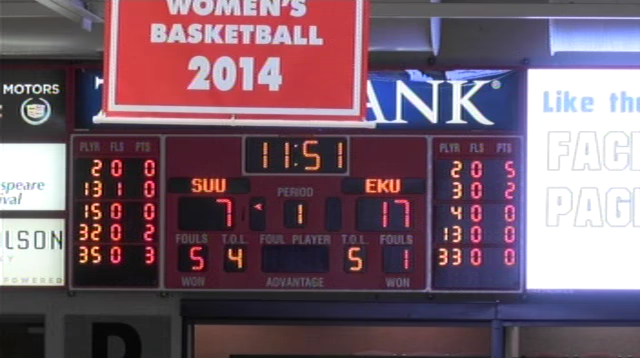 WOMEN'S
BASKETBALL
2014
MOTORS
ANK®
Like the
FAC
PAG
speare
ival
LSON
POWERED
PLYR FLS PTS
2 0 0
13 1 0
15 0 0
32 0 2
35 0 3
11:51
SUU
EKU
PERIOD
7
1
17
FOULS T.O.L. FOUL PLAYER T.O.L. FOULS
5 4 5 1
WON ADVANTAGE WON
PLYR FLS PTS
2 0 5
3 0 2
4 0 0
13 0 0
33 0 0
D